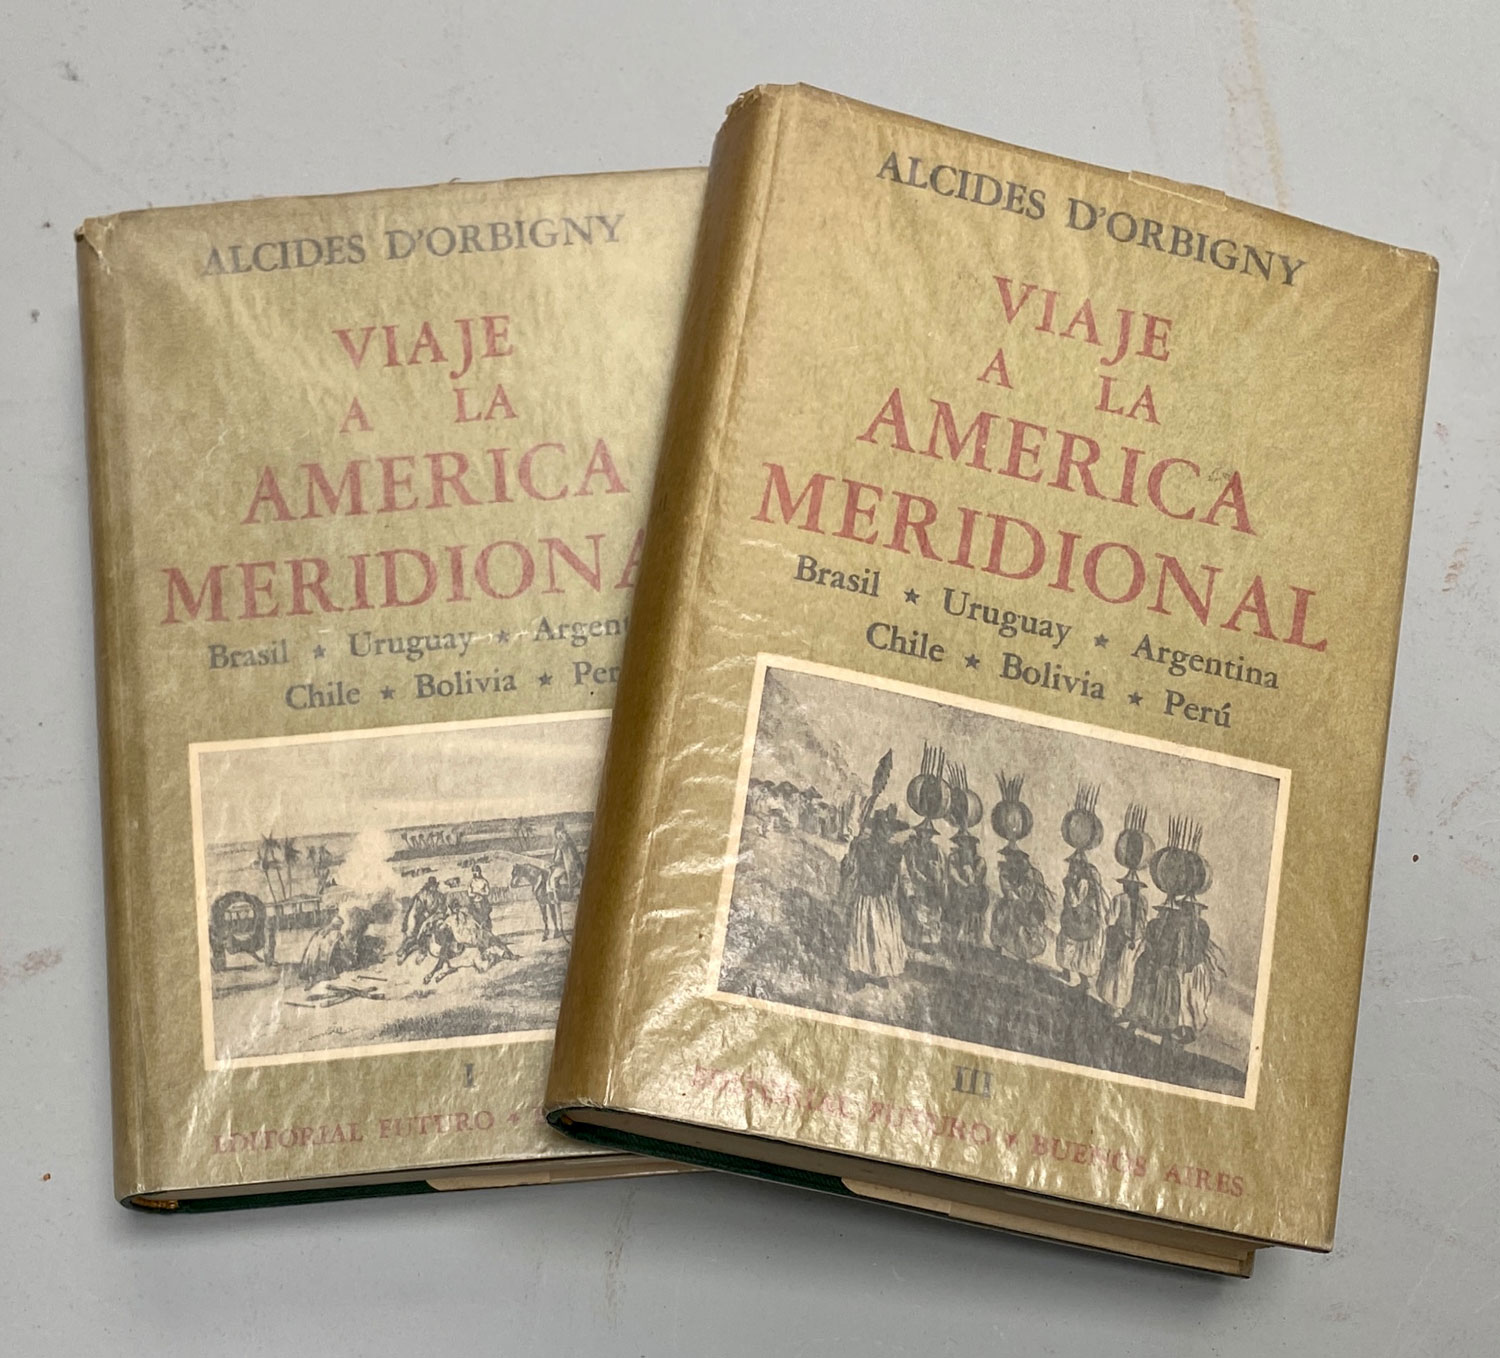 ALCIDES D'ORBIGNY
VIAJE
A LA
AMERICA
MERIDIONA
Brasil ★ Uruguay ★ Argent
Chile ★ Bolivia ★ Per
I
EDITORIAL FUTURO ★
ALCIDES D'ORBIGNY
VIAJE
A LA
AMERICA
MERIDIONAL
Brasil ★ Uruguay ★ Argentina
Chile ★ Bolivia ★ Perú
III
EDITORIAL FUTURO ★ BUENOS AIRES